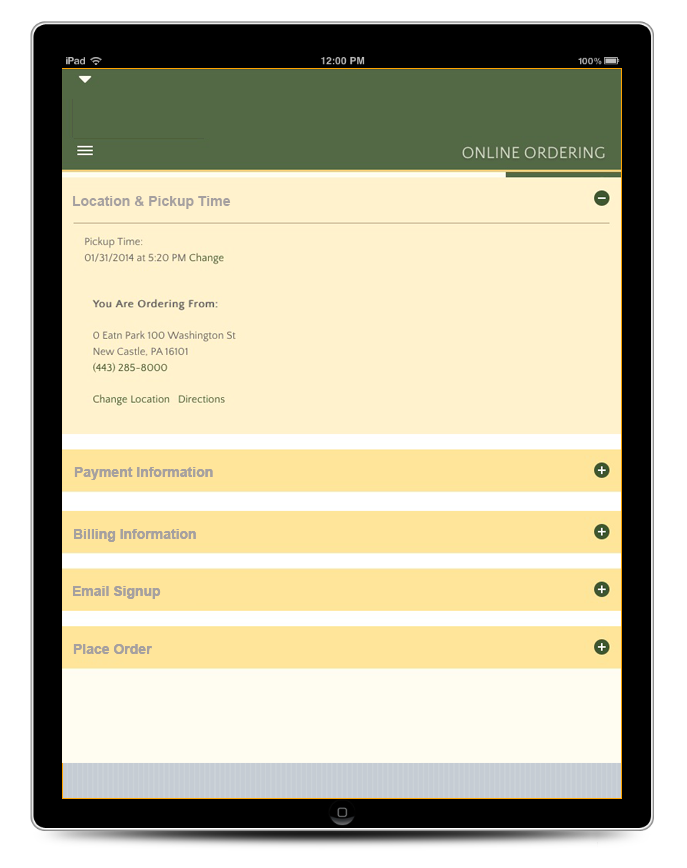 iPad 12:00 PM 100%
ONLINE ORDERING
Location & Pickup Time
Pickup Time:
01/31/2014 at 5:20 PM Change
You Are Ordering From:
0 Eatn Park 100 Washington St
New Castle, PA 16101
(443) 285-8000
Change Location Directions
Payment Information
Billing Information
Email Signup
Place Order